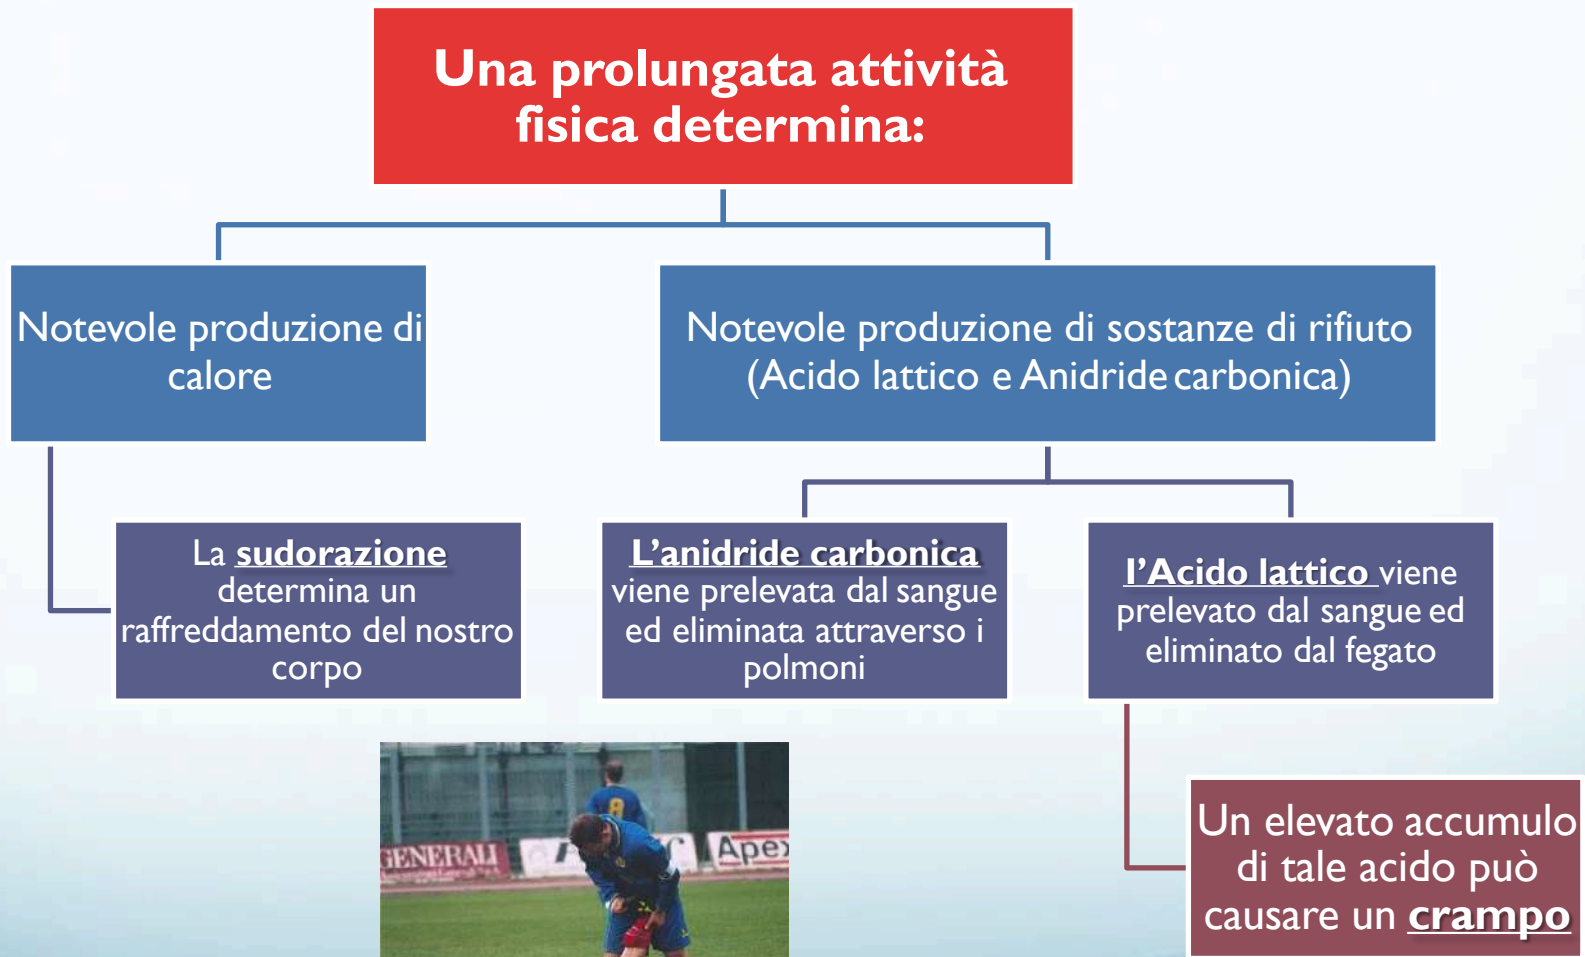 Una prolungata attività
fisica determina:
Notevole produzione di
calore
Notevole produzione di sostanze di rifiuto
(Acido lattico e Anidride carbonica)
La sudorazione
determina un
raffreddamento del nostro
corpo
L’anidride carbonica
viene prelevata dal sangue
ed eliminata attraverso i
polmoni
l’Acido lattico viene
prelevato dal sangue ed
eliminato dal fegato
Un elevato accumulo
di tale acido può
causare un crampo
8
GENERALI
Apex